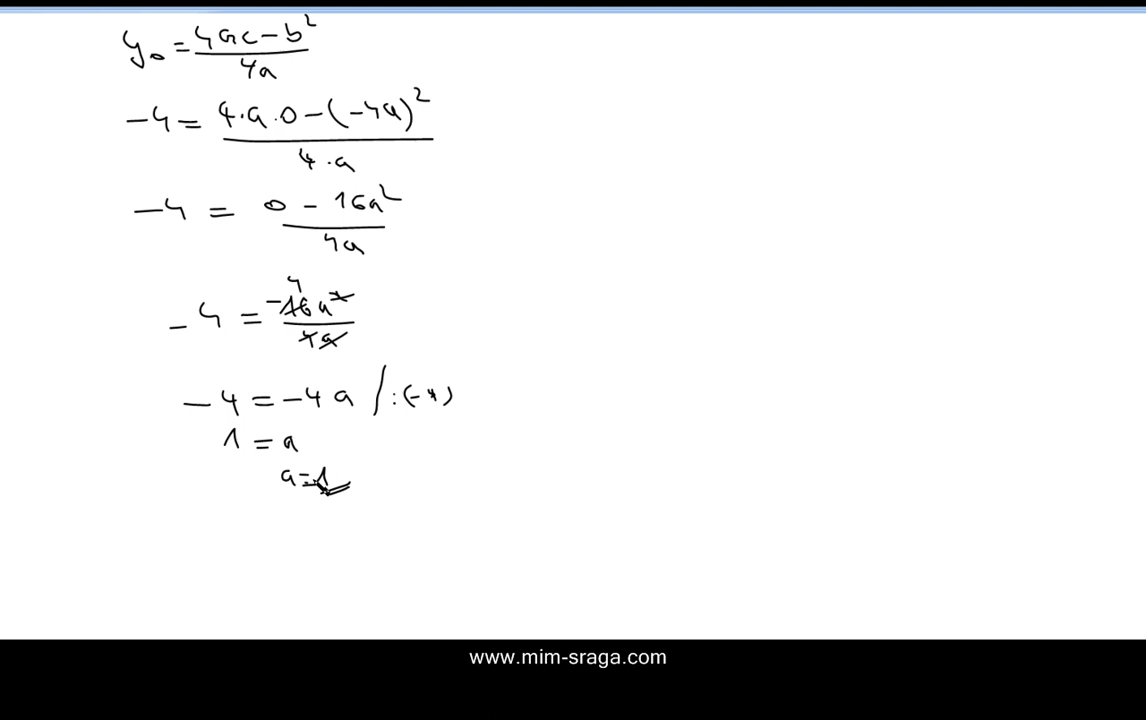 y₀ = (4ac - b²)/(4a)
-4 = (4·a·0 - (-4a)²)/(4·a)
-4 = (0 - 16a²)/(4a)
4
-4 = (-16a²)/(4a)
-4 = -4a /:(-4)
1 = a
a = 1
www.mim-sraga.com